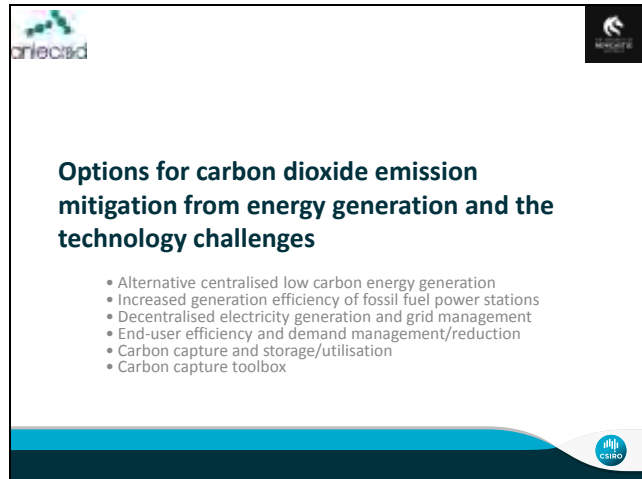 anlecr&d
NEWCASTLE
Options for carbon dioxide emission
mitigation from energy generation and the
technology challenges
• Alternative centralised low carbon energy generation
• Increased generation efficiency of fossil fuel power stations
• Decentralised electricity generation and grid management
• End-user efficiency and demand management/reduction
• Carbon capture and storage/utilisation
• Carbon capture toolbox
CSIRO